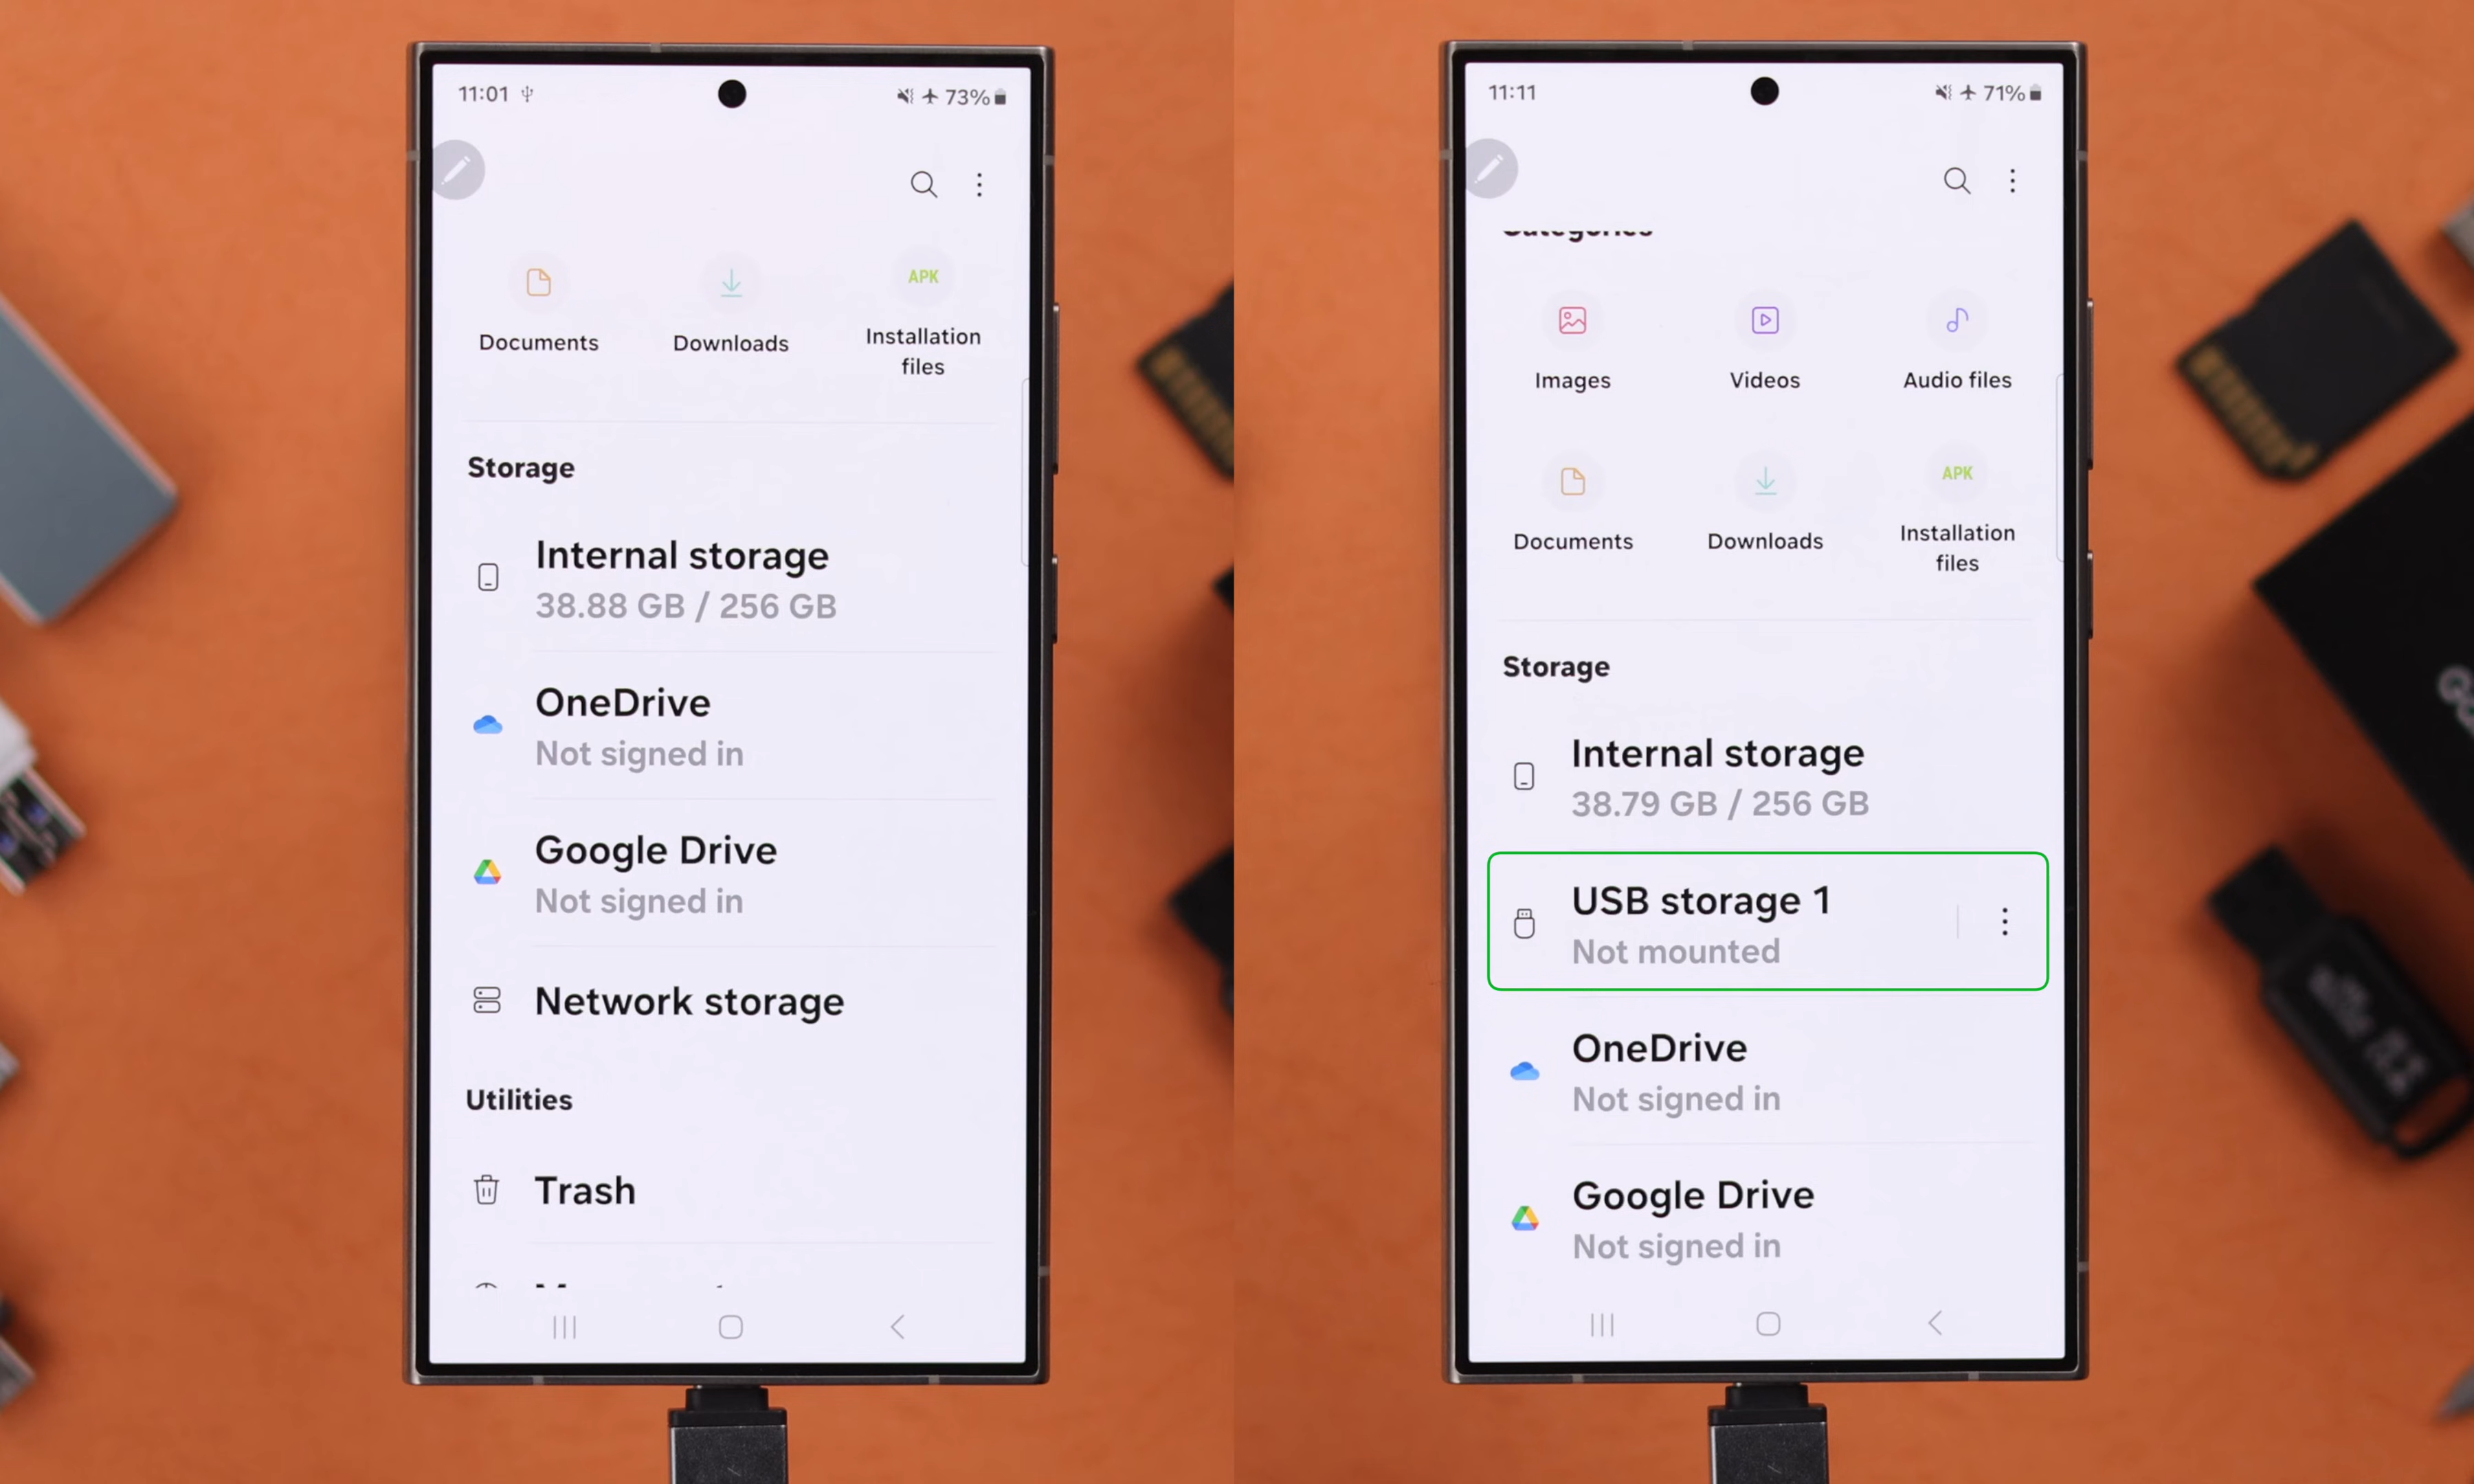 11:01
73%
APK
Documents
Downloads
Installation
files
Storage
Internal storage
38.88 GB / 256 GB
OneDrive
Not signed in
Google Drive
Not signed in
Network storage
Utilities
Trash
11:11
71%
Categories
Images
Videos
Audio files
APK
Documents
Downloads
Installation
files
Storage
Internal storage
38.79 GB / 256 GB
USB storage 1
Not mounted
OneDrive
Not signed in
Google Drive
Not signed in